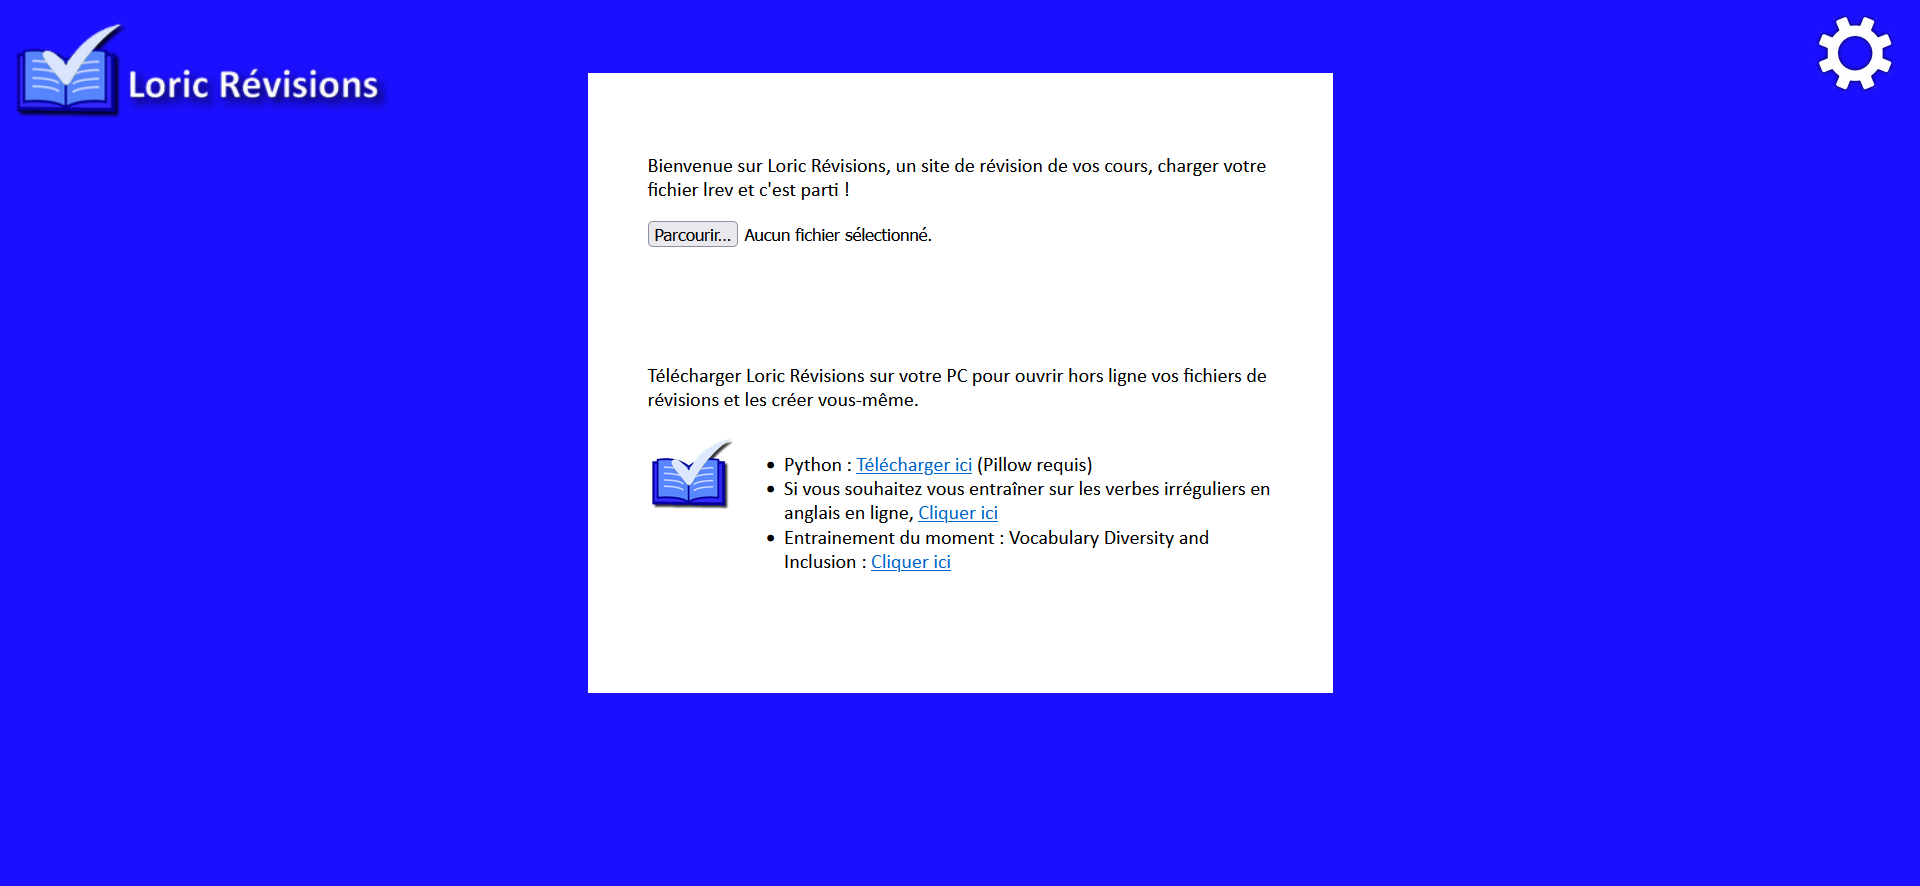 Loric Révisions
Bienvenue sur Loric Révisions, un site de révision de vos cours, charger votre
fichier lrev et c'est parti !
Parcourir... Aucun fichier sélectionné.
Télécharger Loric Révisions sur votre PC pour ouvrir hors ligne vos fichiers de
révisions et les créer vous-même.
• Python : Télécharger ici (Pillow requis)
• Si vous souhaitez vous entraîner sur les verbes irréguliers en
anglais en ligne, Cliquer ici
• Entrainement du moment : Vocabulary Diversity and
Inclusion : Cliquer ici